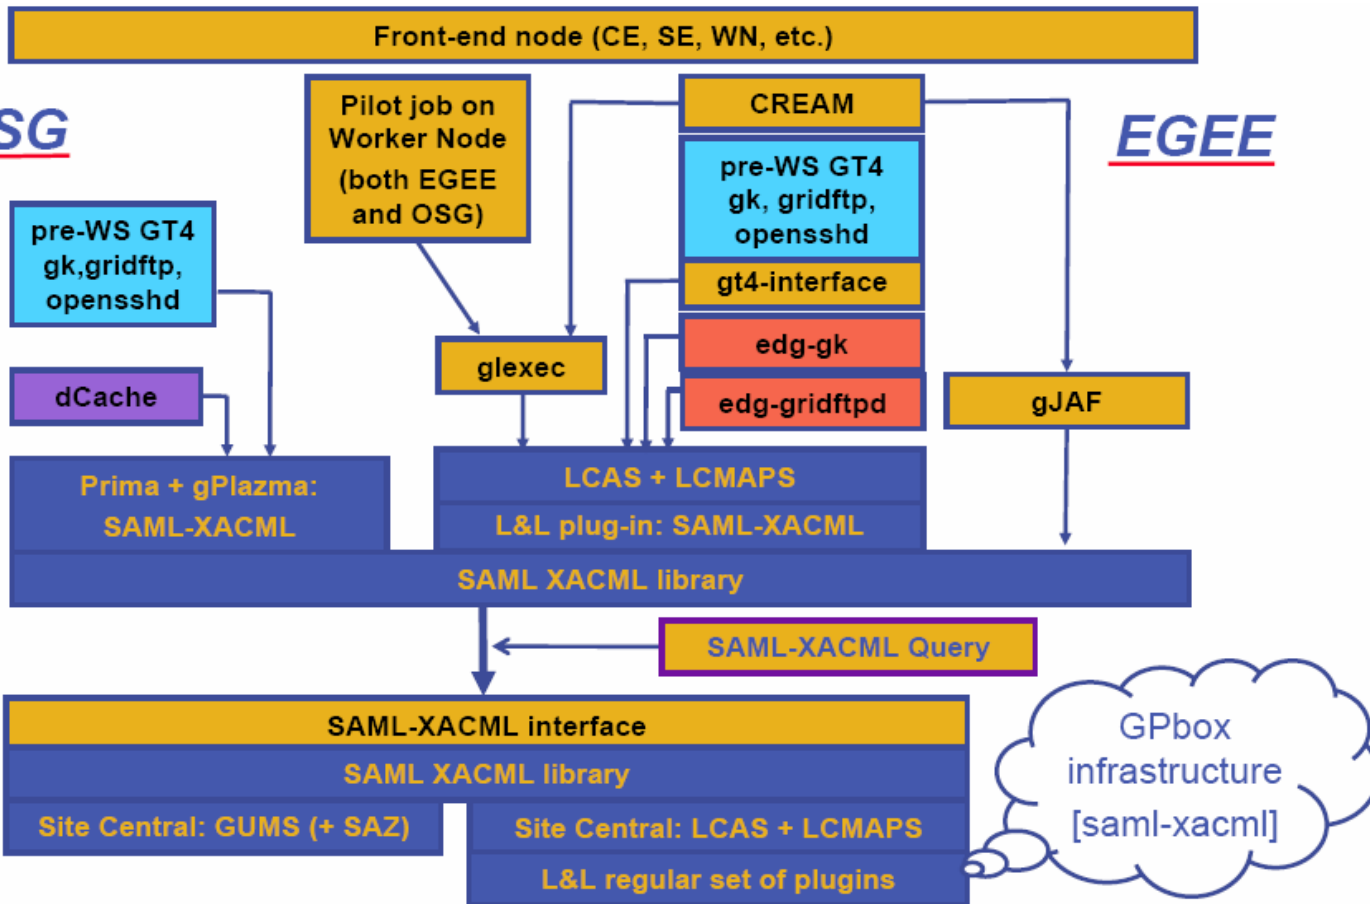 Front-end node (CE, SE, WN, etc.)
SG
EGEE
Pilot job on
Worker Node
(both EGEE
and OSG)
CREAM
pre-WS GT4
gk, gridftp,
opensshd
gt4-interface
edg-gk
edg-gridftpd
pre-WS GT4
gk,gridftp,
opensshd
dCache
glexec
gJAF
Prima + gPlazma:
SAML-XACML
LCAS + LCMAPS
L&L plug-in: SAML-XACML
SAML XACML library
SAML-XACML Query
SAML-XACML interface
SAML XACML library
Site Central: GUMS (+ SAZ)
Site Central: LCAS + LCMAPS
L&L regular set of plugins
GPbox
infrastructure
[saml-xacml]